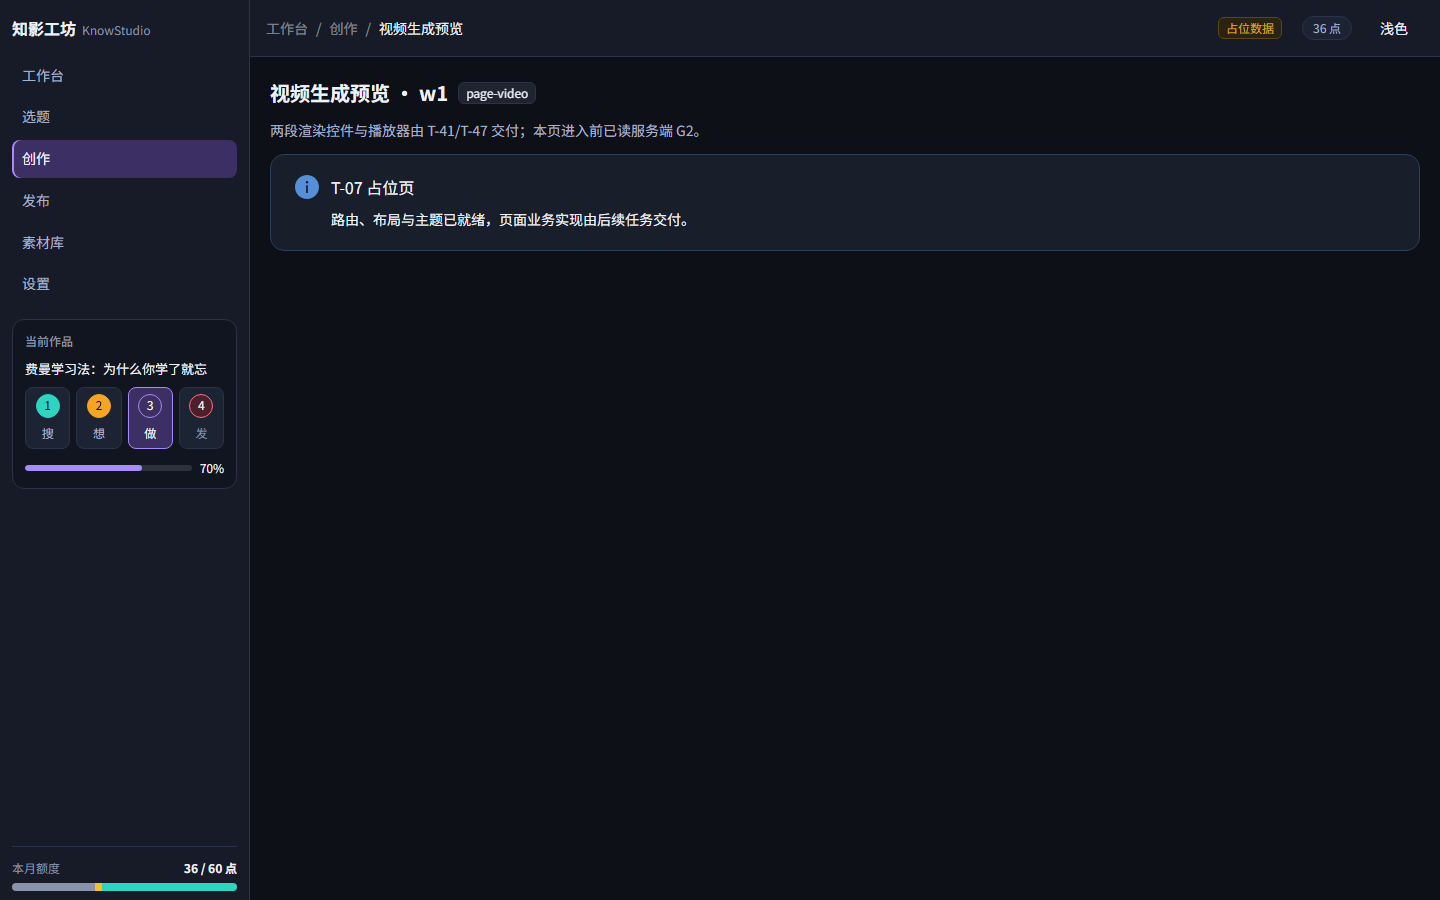 知影工坊 KnowStudio
工作台
选题
创作
发布
素材库
设置
当前作品
费曼学习法：为什么你学了就忘
1 2 3 4
搜 想 做 发
70%
本月额度 36 / 60 点
工作台 / 创作 / 视频生成预览
占位数据 36 点 浅色
视频生成预览 · w1 page-video
两段渲染控件与播放器由 T-41/T-47 交付；本页进入前已读服务端 G2。
T-07 占位页
路由、布局与主题已就绪，页面业务实现由后续任务交付。